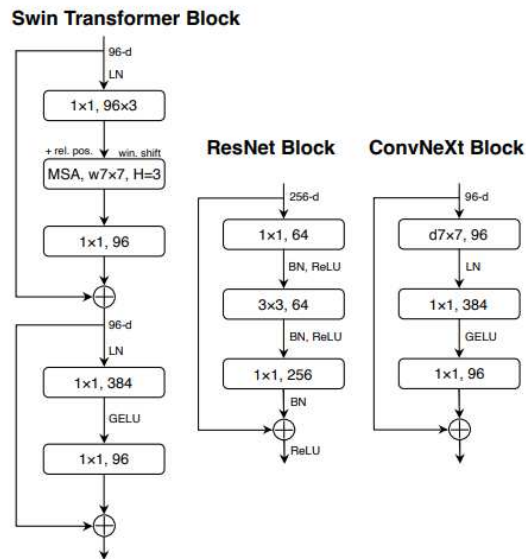 Swin Transformer Block
96-d
LN
1×1, 96×3
+ rel. pos.
win. shift
MSA, w7×7, H=3
1×1, 96
96-d
LN
1×1, 384
GELU
1×1, 96
ResNet Block
256-d
1×1, 64
BN, ReLU
3×3, 64
BN, ReLU
1×1, 256
BN
ReLU
ConvNeXt Block
96-d
d7×7, 96
LN
1×1, 384
GELU
1×1, 96